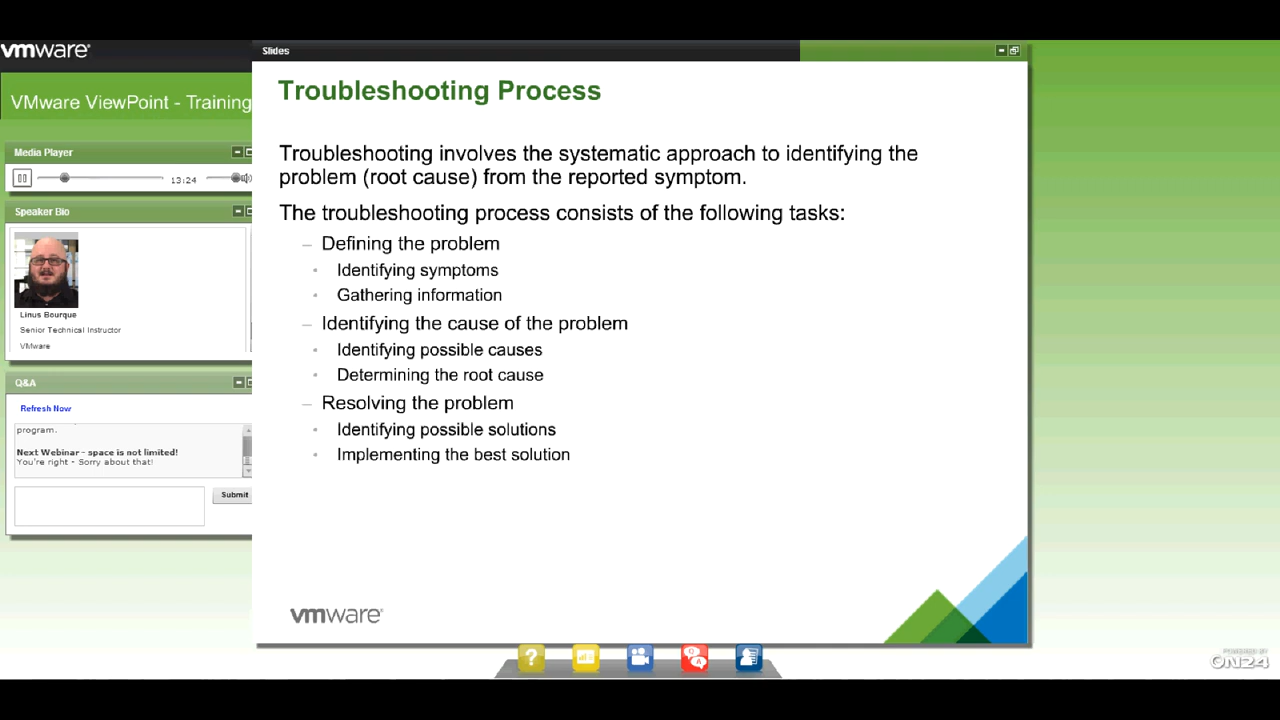 vmware
Slides
VMware ViewPoint - Training
Media Player
13:24
Speaker Bio
Linus Bourque
Senior Technical Instructor
VMware
Q&A
Refresh Now
program.
Next Webinar - space is not limited!
You're right - Sorry about that!
Submit
Troubleshooting Process
Troubleshooting involves the systematic approach to identifying the
problem (root cause) from the reported symptom.
The troubleshooting process consists of the following tasks:
– Defining the problem
• Identifying symptoms
• Gathering information
– Identifying the cause of the problem
• Identifying possible causes
• Determining the root cause
– Resolving the problem
• Identifying possible solutions
• Implementing the best solution
vmware
?
Q A
POWERED BY
ON24